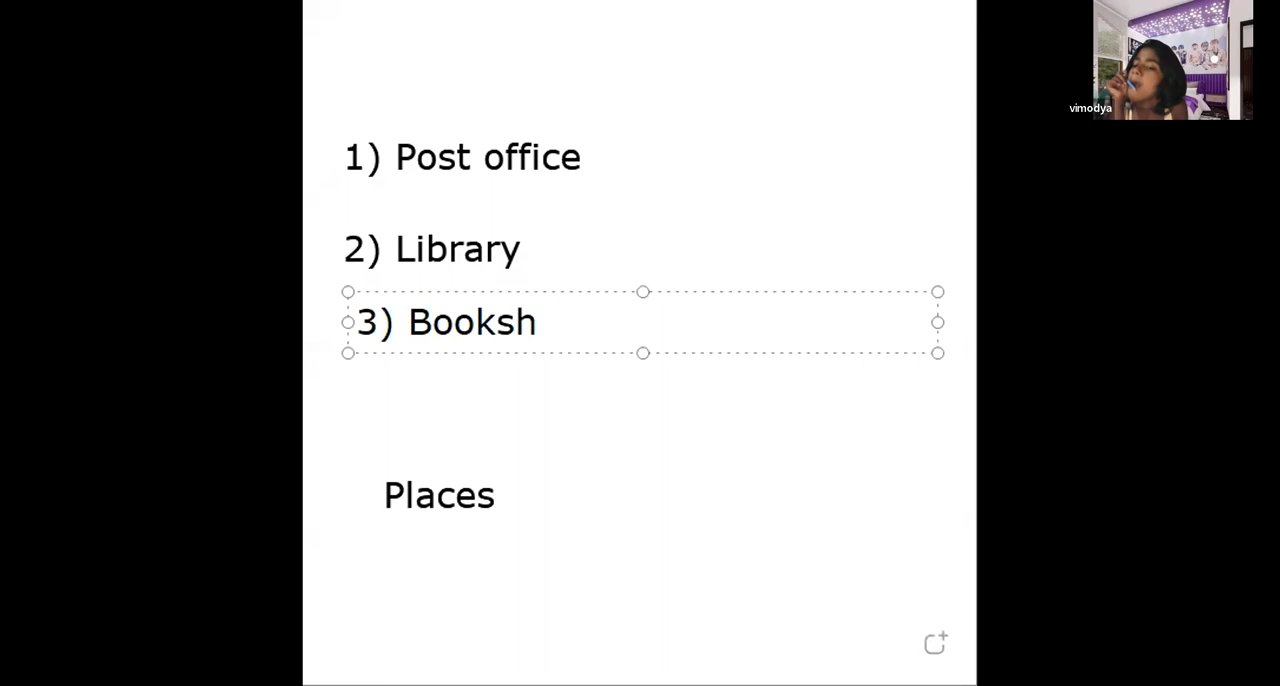 vimodya
1) Post office
2) Library
3) Booksh
Places